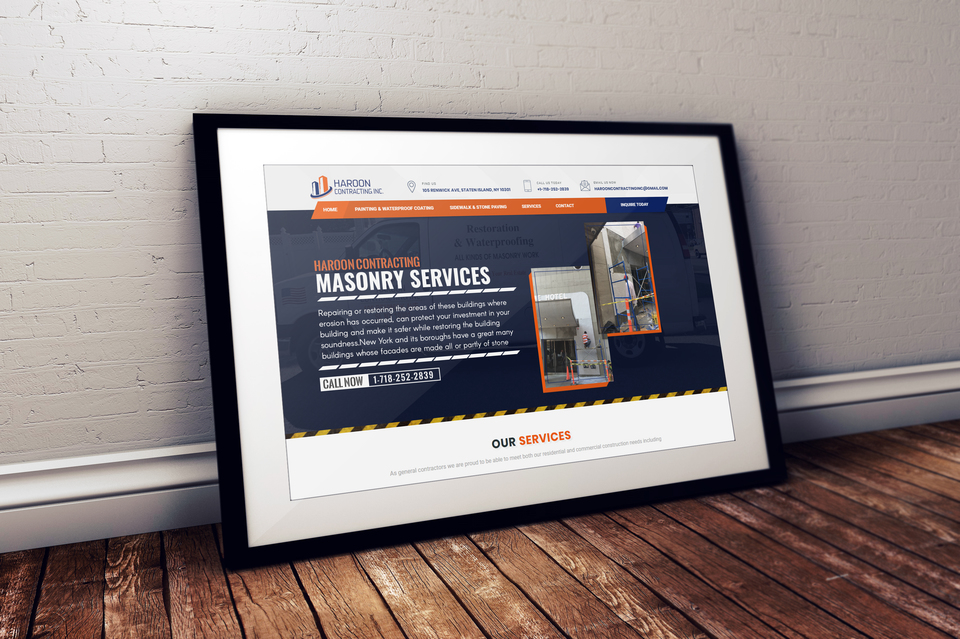 HAROON
CONTRACTING INC.
FIND US
105 RENWICK AVE, STATEN ISLAND, NY 10301
CALL US TODAY
+1-718-252-2839
EMAIL US NOW
HAROONCONTRACTINGINC@GMAIL.COM
HOME PAINTING & WATERPROOF COATING SIDEWALK & STONE PAVING SERVICES CONTACT INQUIRE TODAY
Restoration
& Waterproofing
ALL KINDS OF MASONRY WORK
HAROON CONTRACTING
MASONRY SERVICES
Repairing or restoring the areas of these buildings where
erosion has occurred, can protect your investment in your
building and make it safer while restoring the building
soundness.New York and its boroughs have a great many
buildings whose facades are made all or partly of stone
CALL NOW 1-718-252-2839
OUR SERVICES
As general contractors we are proud to be able to meet both our residential and commercial construction needs including